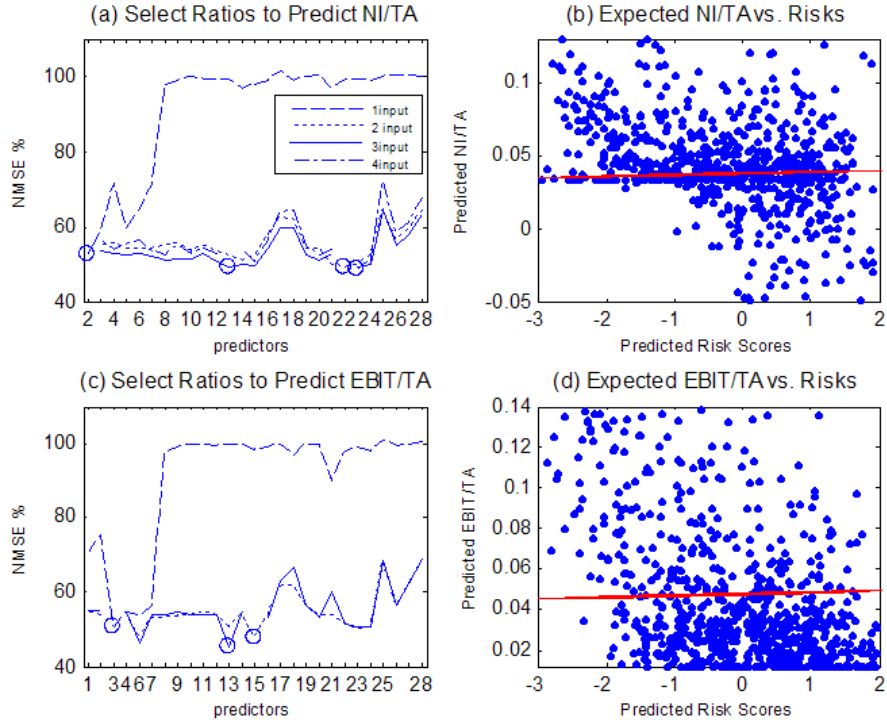 (a) Select Ratios to Predict NI/TA
100
80
60
40
NMSE %
1input
2 input
3input
4input
2 4 6 8 10 12 14 16 18 20 21 22 24 26 28
predictors
(b) Expected NI/TAvs. Risks
0.1
0.05
0
-0.05
Predicted NI/TA
-3 -2 -1 0 1 2
Predicted Risk Scores
(c) Select Ratios to Predict EBIT/TA
100
80
60
40
NMSE %
1 34 67 9 11 13 15 17 19 21 23 25 28
predictors
(d) Expected EBIT/TAvs. Risks
0.14
0.12
0.1
0.08
0.06
0.04
0.02
Predicted EBIT/TA
-3 -2 -1 0 1 2
Predicted Risk Scores